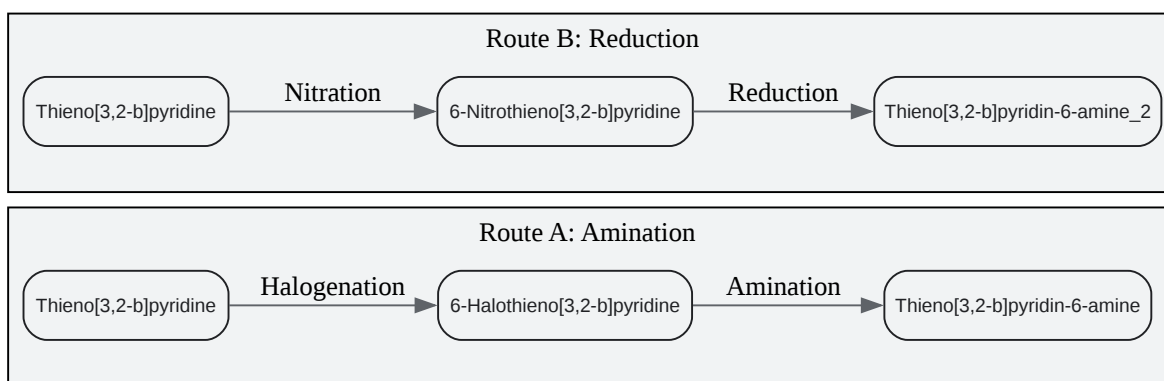 Route B: Reduction
Thieno[3,2-b]pyridine
Nitration
6-Nitrothieno[3,2-b]pyridine
Reduction
Thieno[3,2-b]pyridin-6-amine_2
Route A: Amination
Thieno[3,2-b]pyridine
Halogenation
6-Halothieno[3,2-b]pyridine
Amination
Thieno[3,2-b]pyridin-6-amine